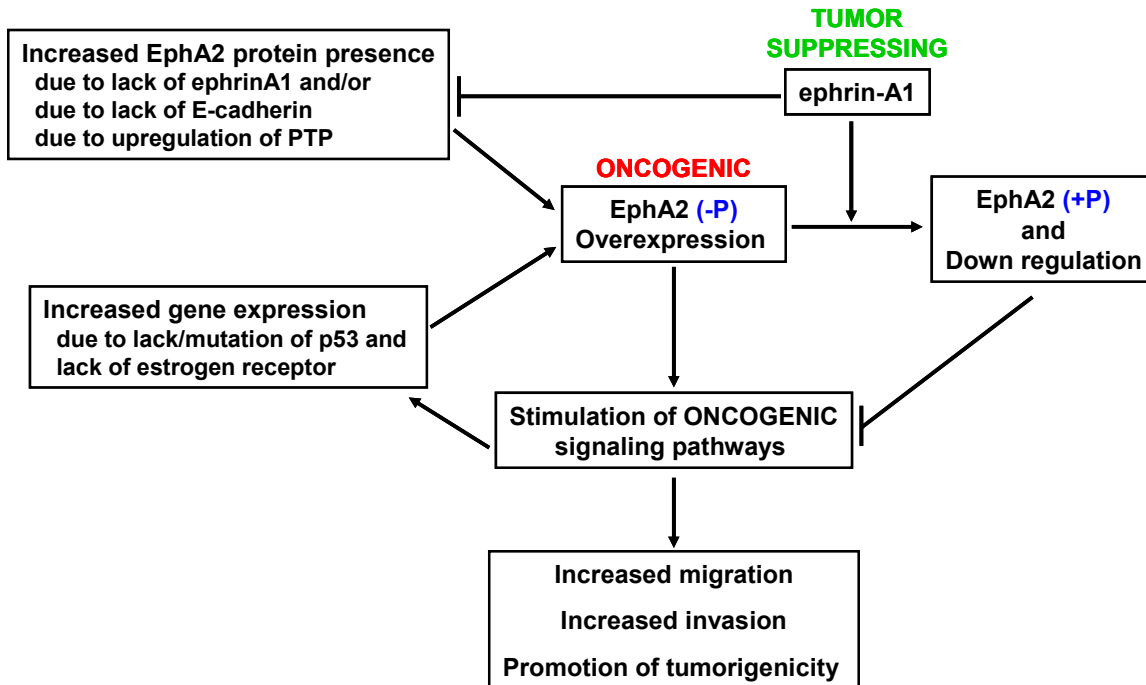 TUMOR
SUPPRESSING
Increased EphA2 protein presence
due to lack of ephrinA1 and/or
due to lack of E-cadherin
due to upregulation of PTP
ephrin-A1
ONCOGENIC
EphA2 (-P)
Overexpression
EphA2 (+P)
and
Down regulation
Increased gene expression
due to lack/mutation of p53 and
lack of estrogen receptor
Stimulation of ONCOGENIC
signaling pathways
Increased migration
Increased invasion
Promotion of tumorigenicity